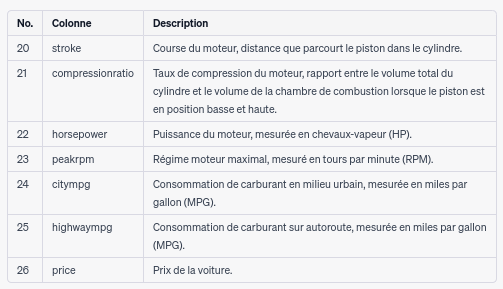 No. Colonne Description
20 stroke Course du moteur, distance que parcourt le piston dans le cylindre.
21 compressionratio Taux de compression du moteur, rapport entre le volume total du
cylindre et le volume de la chambre de combustion lorsque le piston est
en position basse et haute.
22 horsepower Puissance du moteur, mesurée en chevaux-vapeur (HP).
23 peakrpm Régime moteur maximal, mesuré en tours par minute (RPM).
24 citympg Consommation de carburant en milieu urbain, mesurée en miles par
gallon (MPG).
25 highwaympg Consommation de carburant sur autoroute, mesurée en miles par gallon
(MPG).
26 price Prix de la voiture.